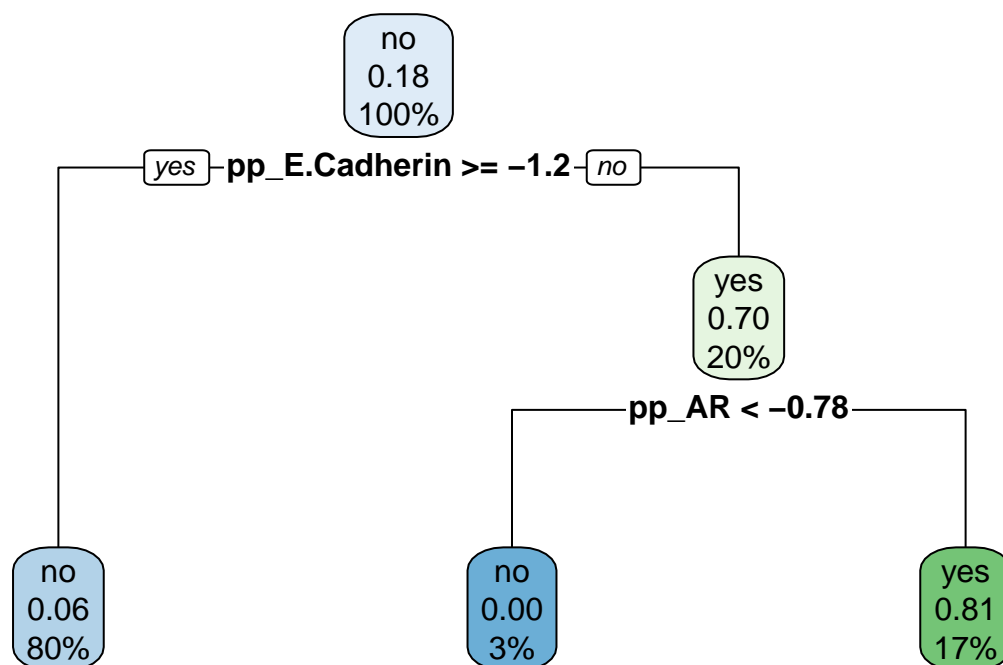 no
0.18
100%
yes pp_E.Cadherin >= −1.2 no
yes
0.70
20%
pp_AR < −0.78
no
0.06
80%
no
0.00
3%
yes
0.81
17%